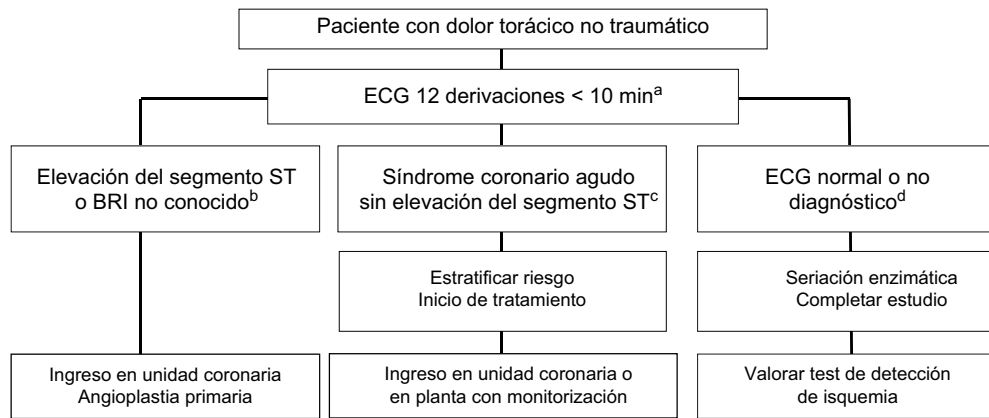 Paciente con dolor torácico no traumático
ECG 12 derivaciones < 10 minᵃ
Elevación del segmento ST
o BRI no conocidoᵇ
Síndrome coronario agudo
sin elevación del segmento STᶜ
ECG normal o no
diagnósticoᵈ
Estratificar riesgo
Inicio de tratamiento
Seriación enzimática
Completar estudio
Ingreso en unidad coronaria
Angioplastia primaria
Ingreso en unidad coronaria o
en planta con monitorización
Valorar test de detección
de isquemia